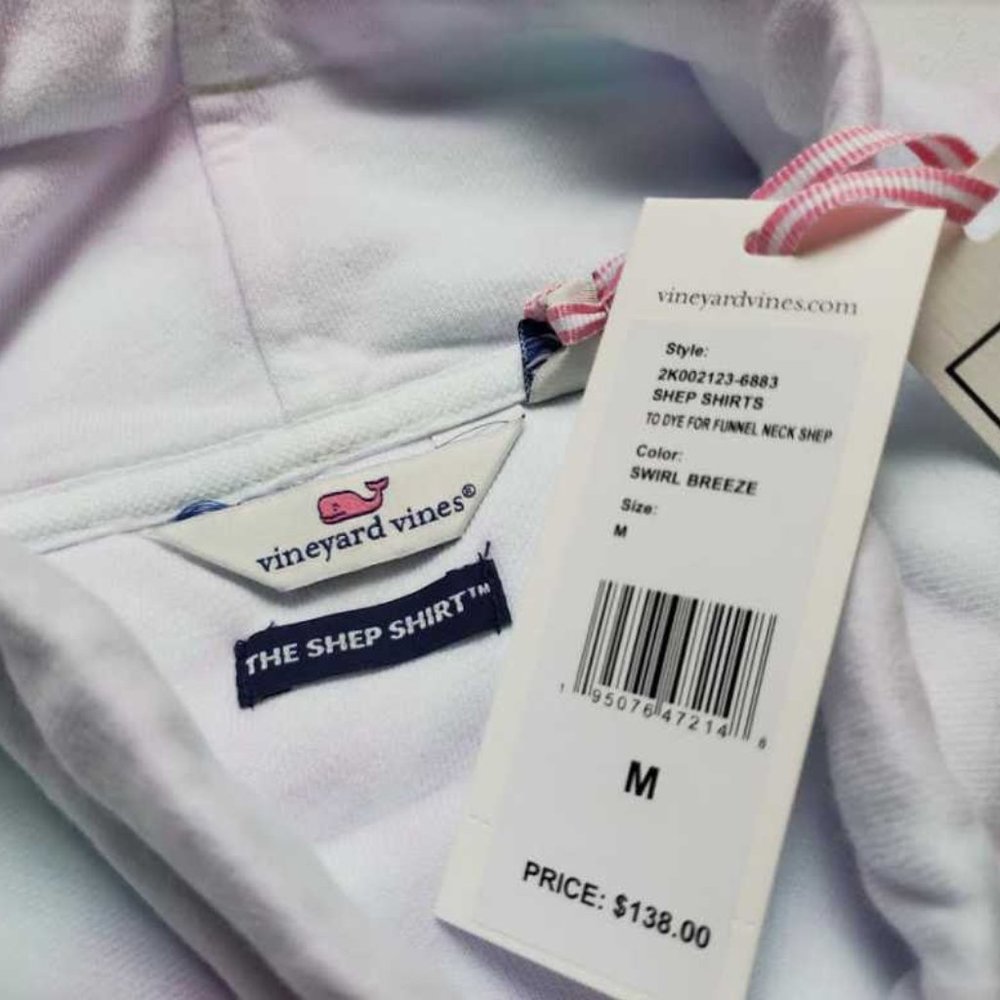 vineyardvines.com
Style:
2K002123-6883
SHEP SHIRTS
TO DYE FOR FUNNEL NECK SHEP
Color:
SWIRL BREEZE
Size:
M
1 95076 47214 8
M
PRICE: $138.00
vineyard vines®
THE SHEP SHIRT™